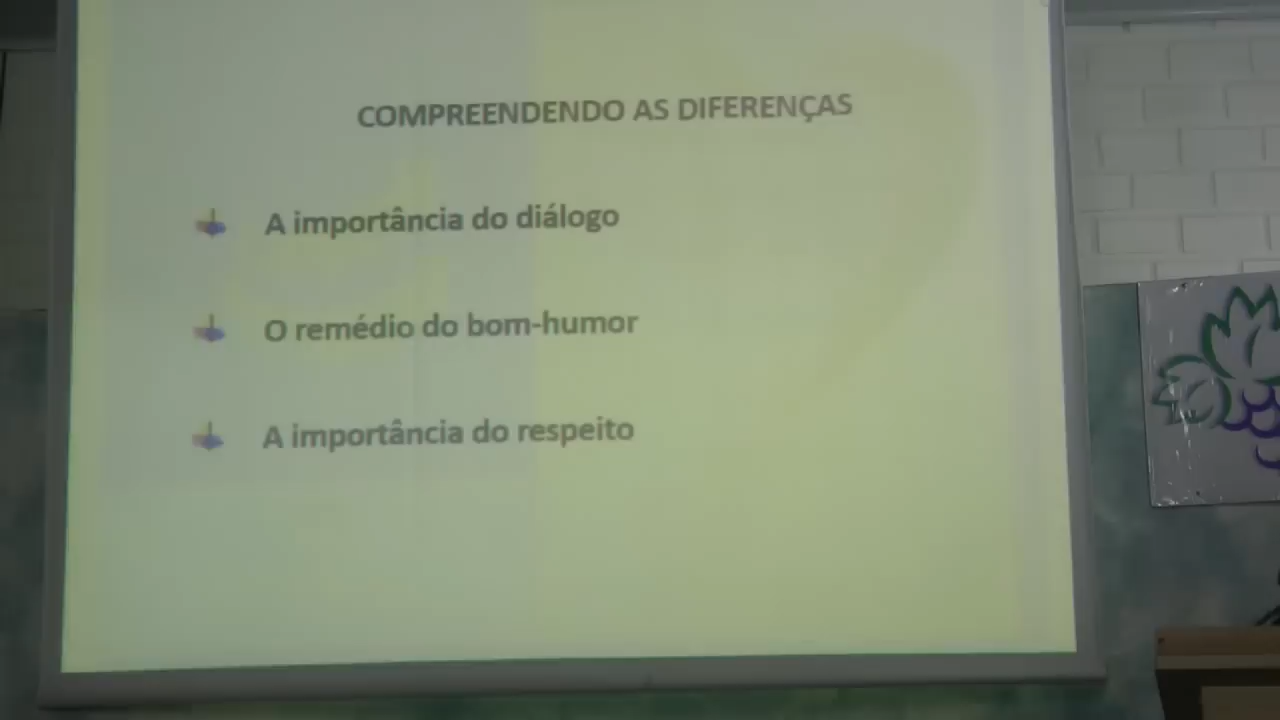 COMPREENDENDO AS DIFERENÇAS
A importância do diálogo
O remédio do bom-humor
A importância do respeito